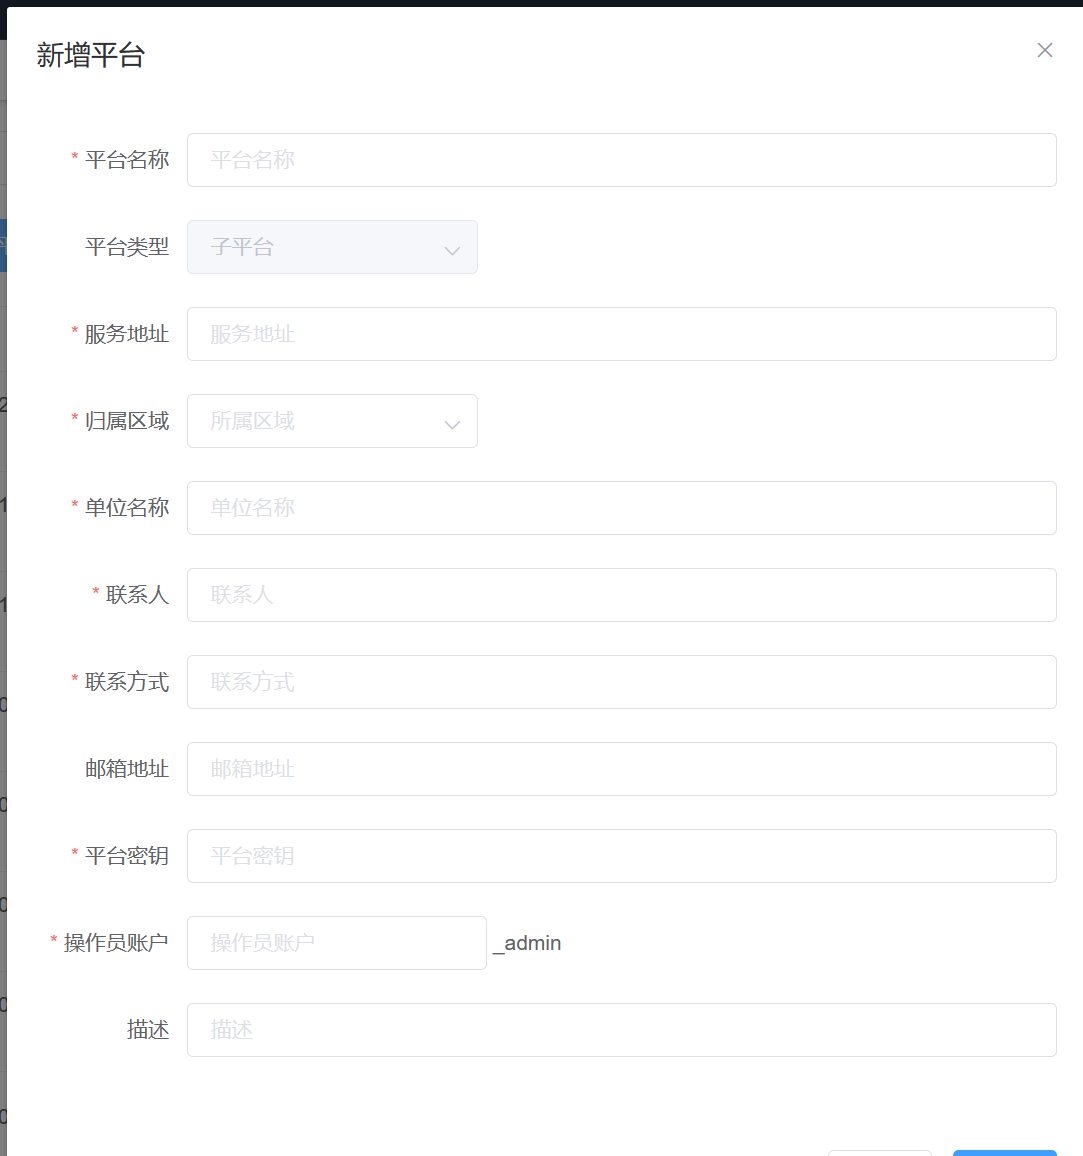 新增平台
* 平台名称 平台名称
平台类型 子平台
* 服务地址 服务地址
* 归属区域 所属区域
* 单位名称 单位名称
* 联系人 联系人
* 联系方式 联系方式
邮箱地址 邮箱地址
* 平台密钥 平台密钥
* 操作员账户 操作员账户 _admin
描述 描述